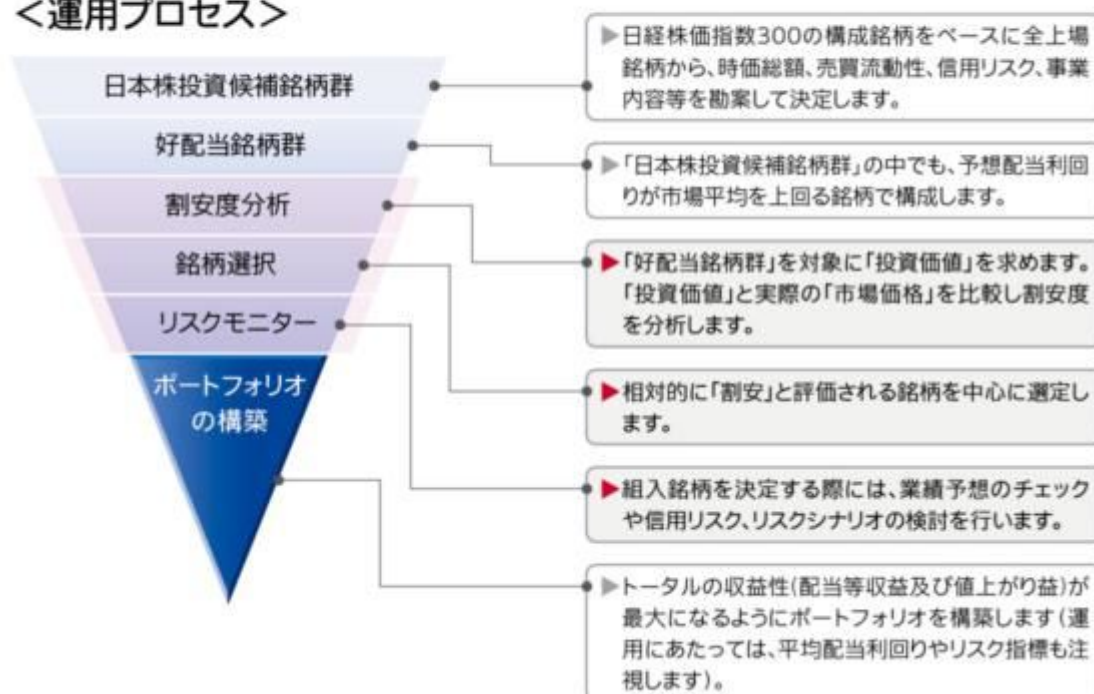 ＜運用プロセス＞
日本株投資候補銘柄群
好配当銘柄群
割安度分析
銘柄選択
リスクモニター
ポートフォリオ
の構築
▶日経株価指数300の構成銘柄をベースに全上場
銘柄から、時価総額、売買流動性、信用リスク、事業
内容等を勘案して決定します。
▶「日本株投資候補銘柄群」の中でも、予想配当利回
りが市場平均を上回る銘柄で構成します。
▶「好配当銘柄群」を対象に「投資価値」を求めます。
「投資価値」と実際の「市場価格」を比較し割安度
を分析します。
▶相対的に「割安」と評価される銘柄を中心に選定し
ます。
▶組入銘柄を決定する際には、業績予想のチェック
や信用リスク、リスクシナリオの検討を行います。
▶トータルの収益性(配当等収益及び値上がり益)が
最大になるようにポートフォリオを構築します(運
用にあたっては、平均配当利回りやリスク指標も注
視します)。